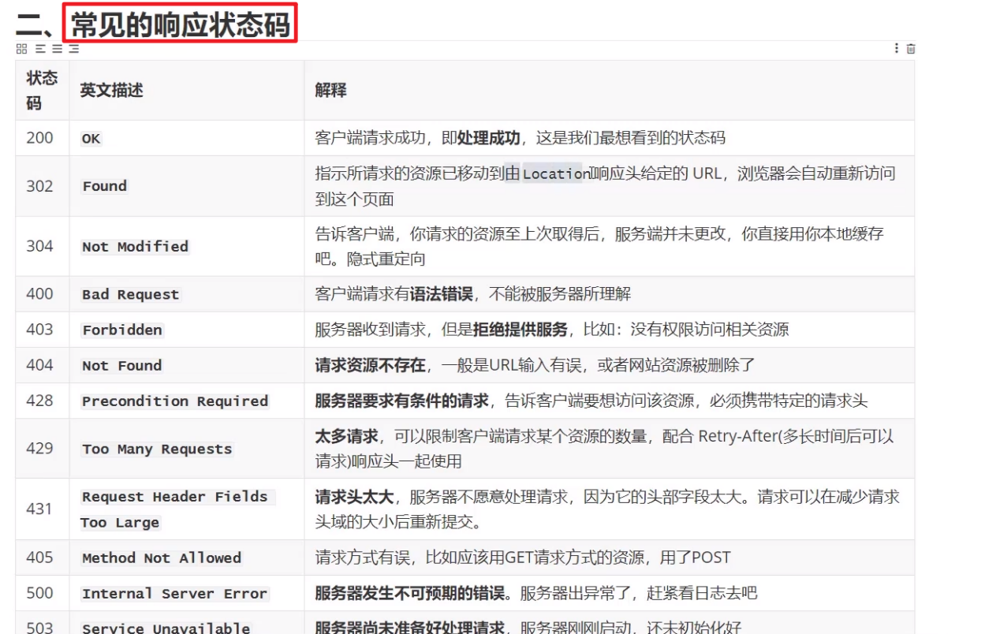 二、常见的响应状态码
状态
码
英文描述
解释
200
OK
客户端请求成功，即处理成功，这是我们最想看到的状态码
302
Found
指示所请求的资源已移动到由Location响应头给定的 URL，浏览器会自动重新访问
到这个页面
304
Not Modified
告诉客户端，你请求的资源至上次取得后，服务端并未更改，你直接用你本地缓存
吧。隐式重定向
400
Bad Request
客户端请求有语法错误，不能被服务器所理解
403
Forbidden
服务器收到请求，但是拒绝提供服务，比如：没有权限访问相关资源
404
Not Found
请求资源不存在，一般是URL输入有误，或者网站资源被删除了
428
Precondition Required
服务器要求有条件的请求，告诉客户端要想访问该资源，必须携带特定的请求头
429
Too Many Requests
太多请求，可以限制客户端请求某个资源的数量，配合 Retry-After(多长时间后可以
请求)响应头一起使用
431
Request Header Fields
Too Large
请求头太大，服务器不愿意处理请求，因为它的头部字段太大。请求可以在减少请求
头域的大小后重新提交。
405
Method Not Allowed
请求方式有误，比如应该用GET请求方式的资源，用了POST
500
Internal Server Error
服务器发生不可预期的错误。服务器出异常了，赶紧看日志去吧
503
Service Unavailable
服务器尚未准备好处理请求，服务器刚刚启动，还未初始化好